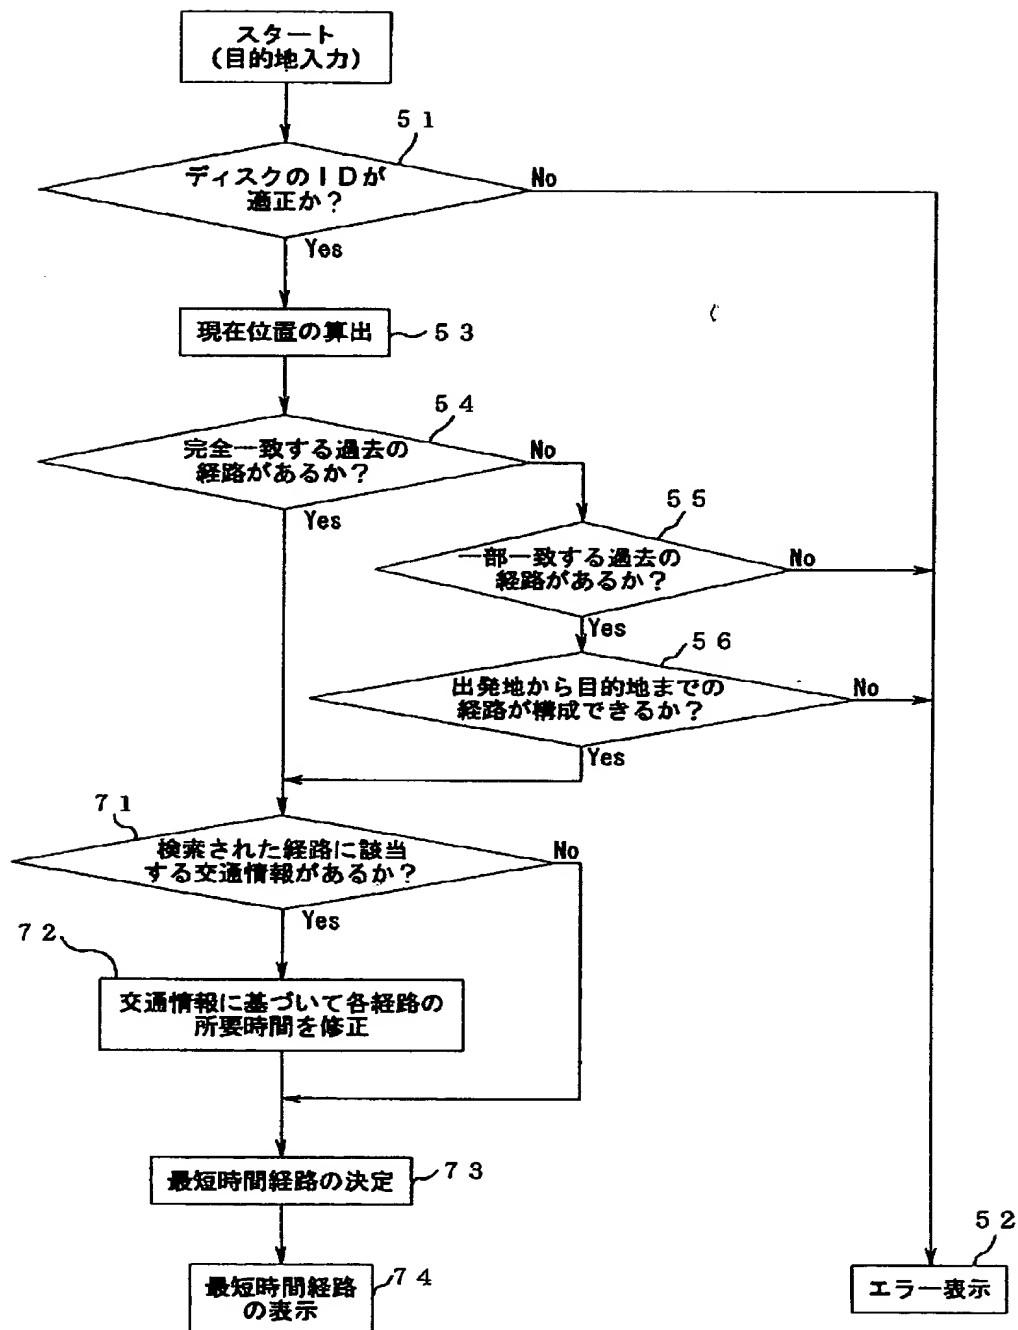 スタート
(目的地入力)
51
ディスクのIDが
適正か?
No
Yes
現在位置の算出
53
54
完全一致する過去の
経路があるか?
No
Yes
55
一部一致する過去の
経路があるか?
No
Yes
56
出発地から目的地までの
経路が構成できるか?
No
Yes
71
検索された経路に該当
する交通情報があるか?
No
Yes
72
交通情報に基づいて各経路の
所要時間を修正
最短時間経路の決定
73
最短時間経路
の表示
74
52
エラー表示